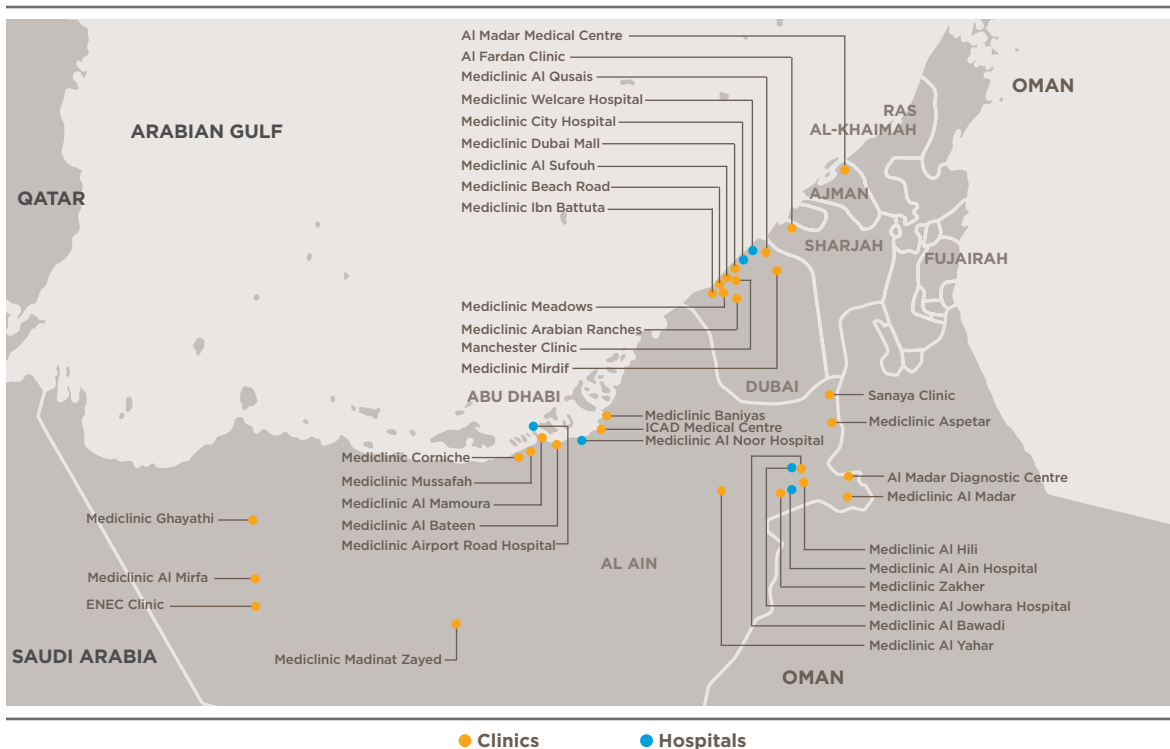 Al Madar Medical Centre
Al Fardan Clinic
Mediclinic Al Qusais
Mediclinic Welcare Hospital
Mediclinic City Hospital
Mediclinic Dubai Mall
Mediclinic Al Sufouh
Mediclinic Beach Road
Mediclinic Ibn Battuta
OMAN
RAS
AL-KHAIMAH
ARABIAN GULF
QATAR
AJMAN
SHARJAH
FUJAIRAH
Mediclinic Meadows
Mediclinic Arabian Ranches
Manchester Clinic
Mediclinic Mirdif
DUBAI
ABU DHABI
Sanaya Clinic
Mediclinic Aspetar
Mediclinic Baniyas
ICAD Medical Centre
Mediclinic Al Noor Hospital
Mediclinic Corniche
Mediclinic Mussafah
Mediclinic Al Mamoura
Mediclinic Al Bateen
Mediclinic Airport Road Hospital
Al Madar Diagnostic Centre
Mediclinic Al Madar
Mediclinic Ghayathi
Mediclinic Al Mirfa
ENEC Clinic
AL AIN
Mediclinic Al Hili
Mediclinic Al Ain Hospital
Mediclinic Zakher
Mediclinic Al Jowhara Hospital
Mediclinic Al Bawadi
Mediclinic Al Yahar
SAUDI ARABIA
Mediclinic Madinat Zayed
OMAN
Clinics
Hospitals